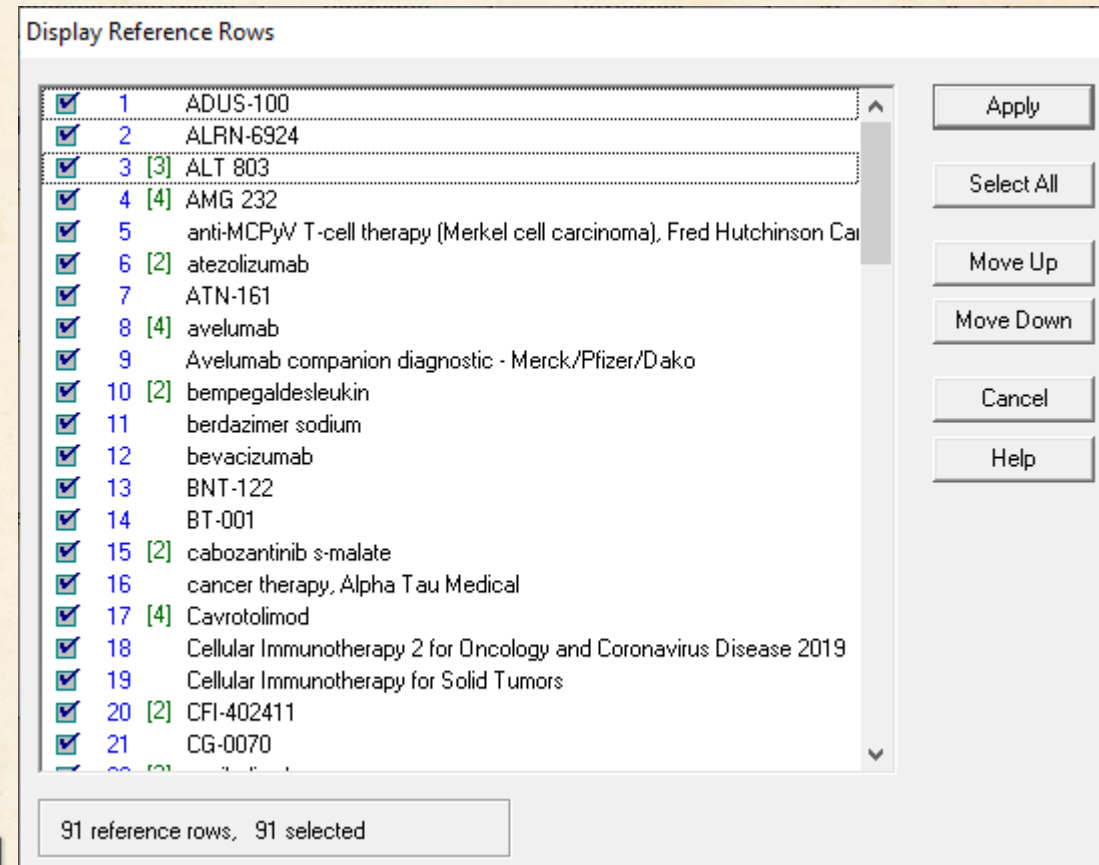 Display Reference Rows
1 ADUS-100
2 ALRN-6924
3 [3] ALT 803
4 [4] AMG 232
5 anti-MCPyV T-cell therapy (Merkel cell carcinoma), Fred Hutchinson Ca
6 [2] atezolizumab
7 ATN-161
8 [4] avelumab
9 Avelumab companion diagnostic - Merck/Pfizer/Dako
10 [2] bempegaldesleukin
11 berdazimer sodium
12 bevacizumab
13 BNT-122
14 BT-001
15 [2] cabozantinib s-malate
16 cancer therapy, Alpha Tau Medical
17 [4] Cavrotolimod
18 Cellular Immunotherapy 2 for Oncology and Coronavirus Disease 2019
19 Cellular Immunotherapy for Solid Tumors
20 [2] CFI-402411
21 CG-0070
91 reference rows, 91 selected
Apply
Select All
Move Up
Move Down
Cancel
Help